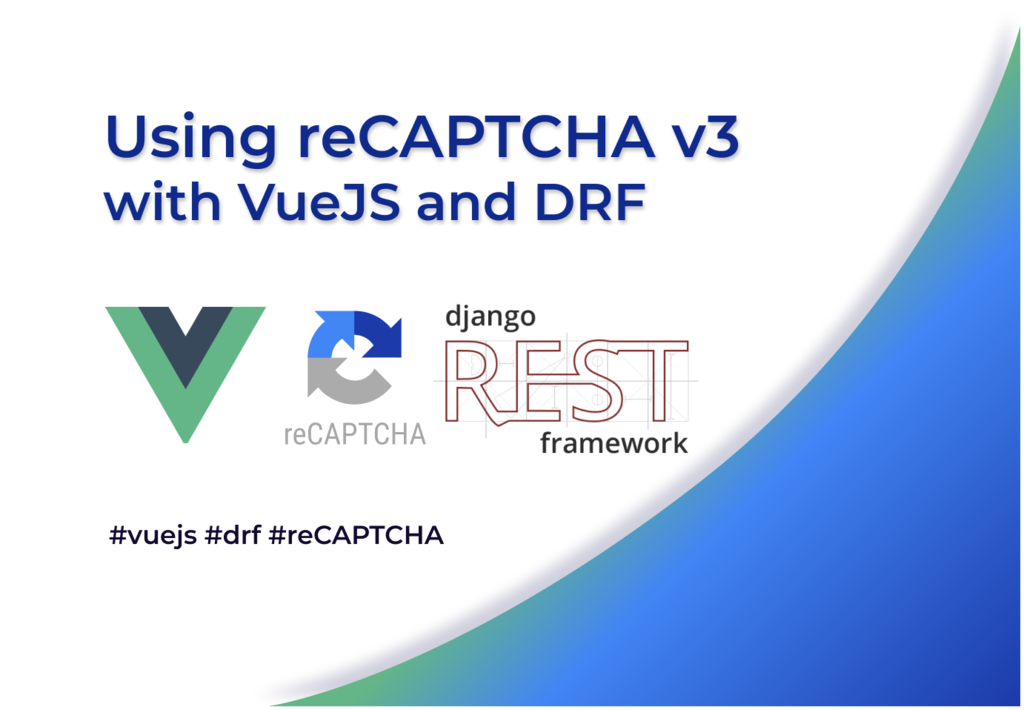 Using reCAPTCHA v3
with VueJS and DRF
django
REST
reCAPTCHA
framework
#vuejs #drf #reCAPTCHA